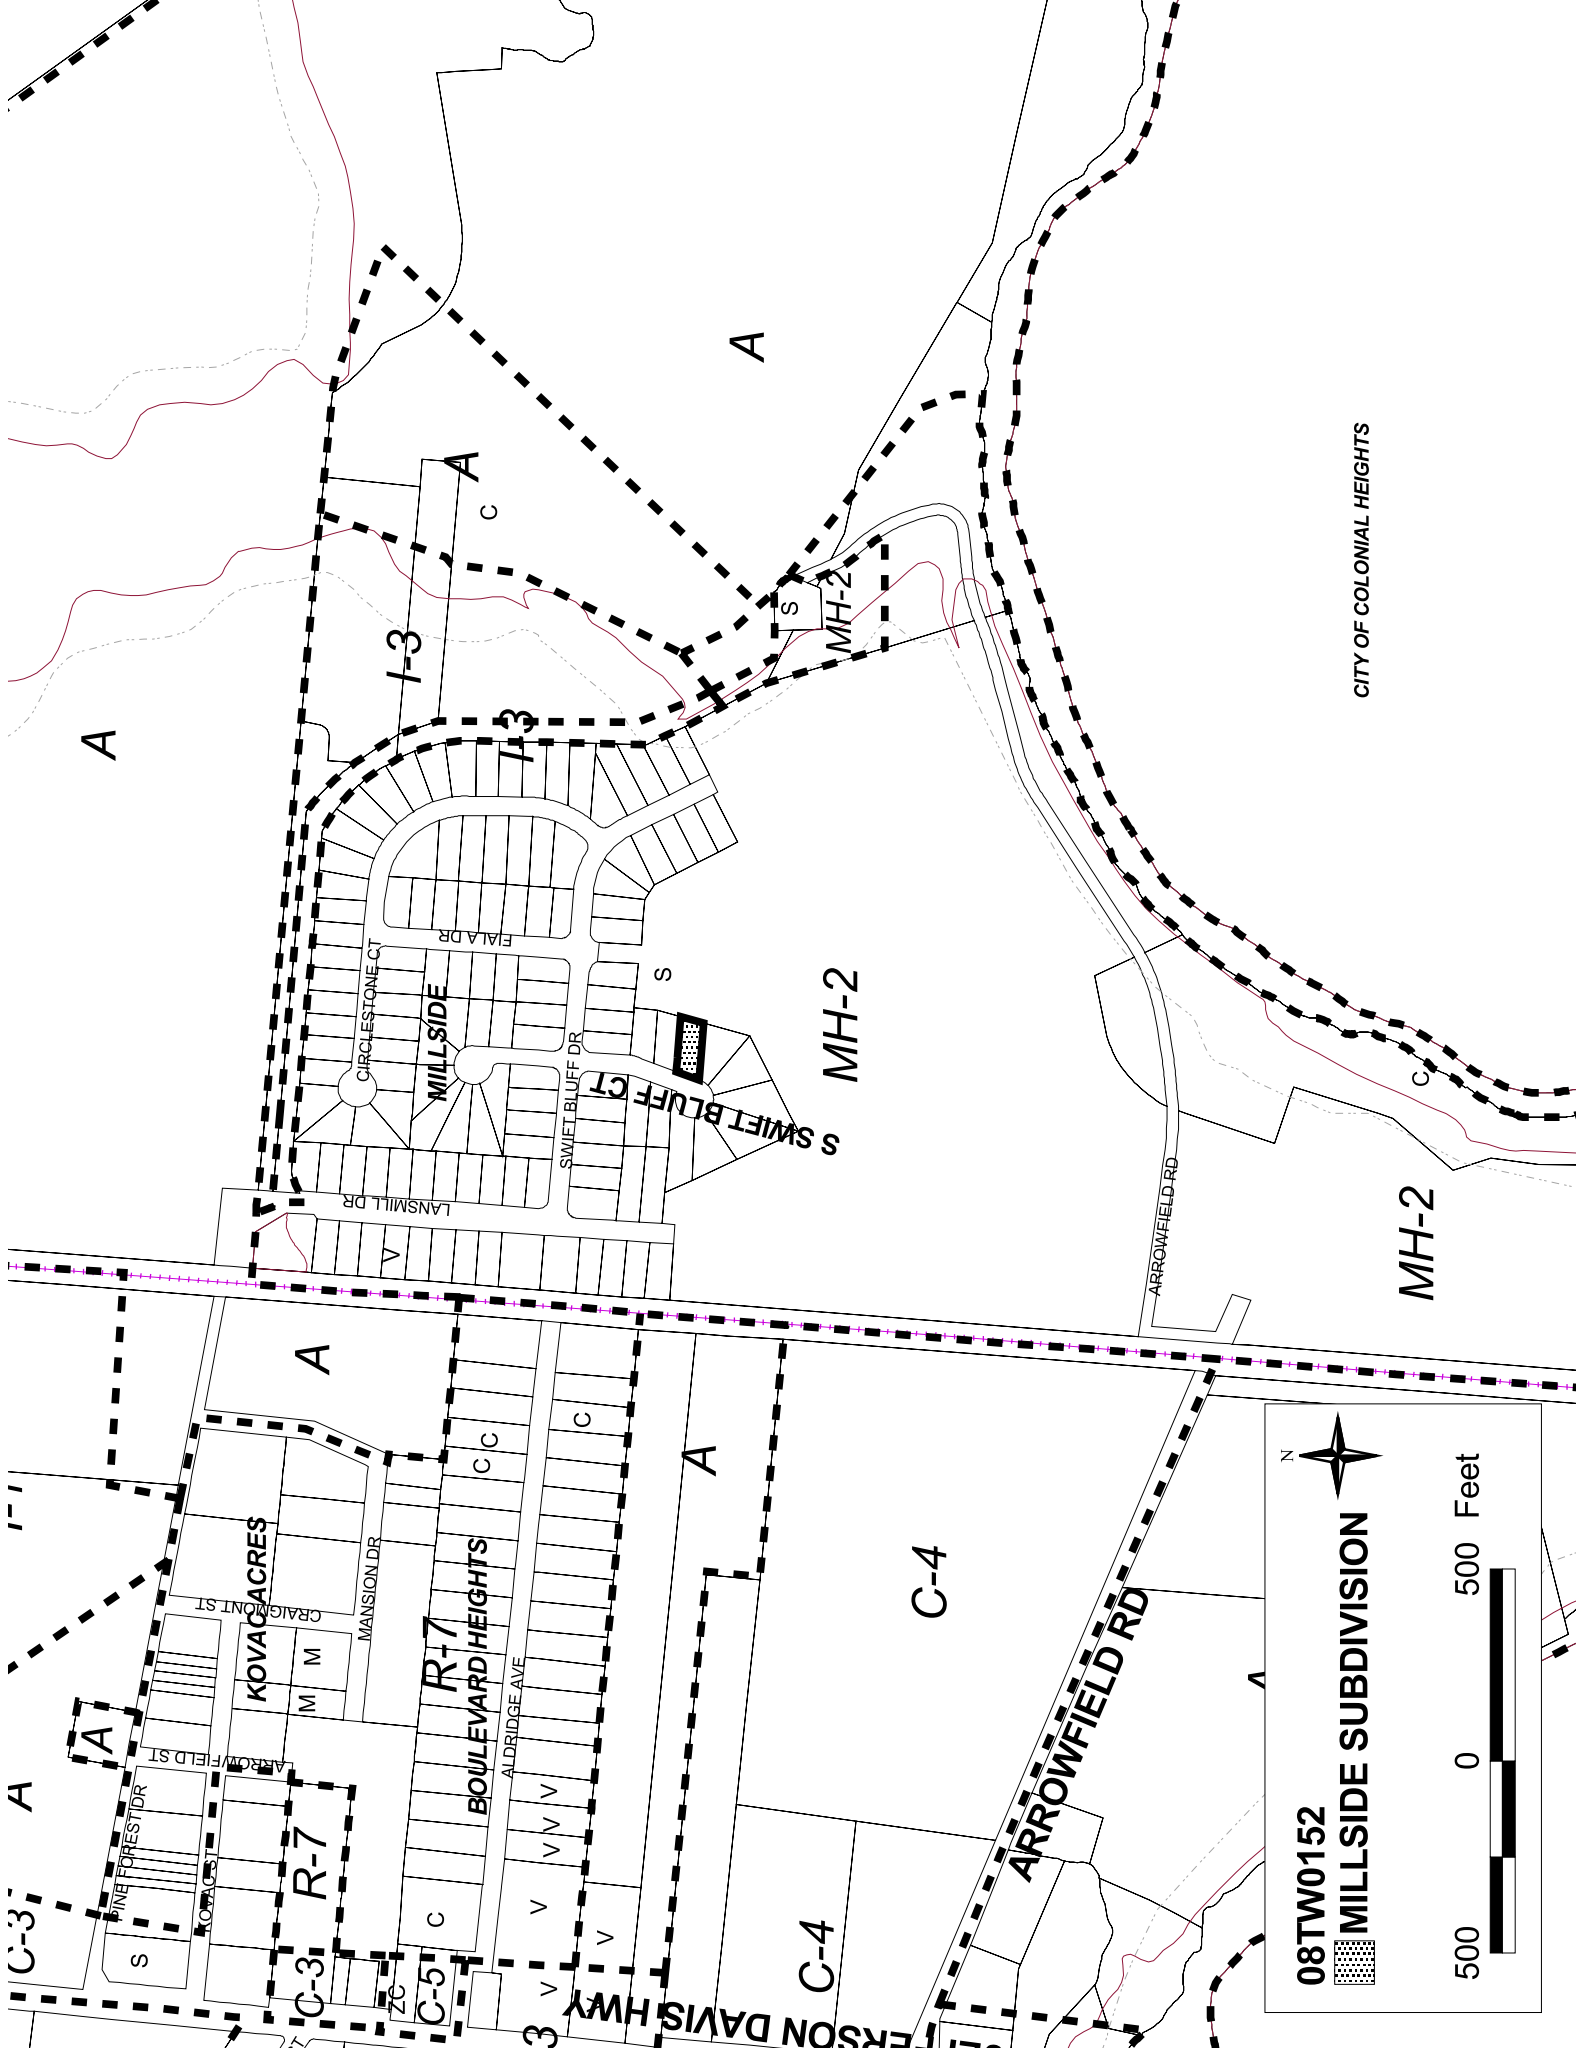 A
A
C
A
I-3
I-3
S
MH-2
CITY OF COLONIAL HEIGHTS
A
FIALA DR
CIRCLESTONE CT
MILLSIDE
SWIFT BLUFF DR
S
S SWIFT BLUFF CT
MH-2
C
LANSMILL DR
V
ARROWFIELD RD
MH-2
A
C
C
C
A
KOVAC ACRES
CRAIGMONT ST
MANSION DR
M
M
R-7
BOULEVARD HEIGHTS
ALDRIDGE AVE
C-4
ARROWFIELD RD
A
A
A
ARROWFIELD ST
PINE FOREST DR
KOVAC ST
R-7
V
V
V
V
V
V
C
C-3
S
C-3
ZC
C-5
C-4
3
ERSON DAVIS HWY
N
08TW0152
MILLSIDE SUBDIVISION
500 0 500 Feet